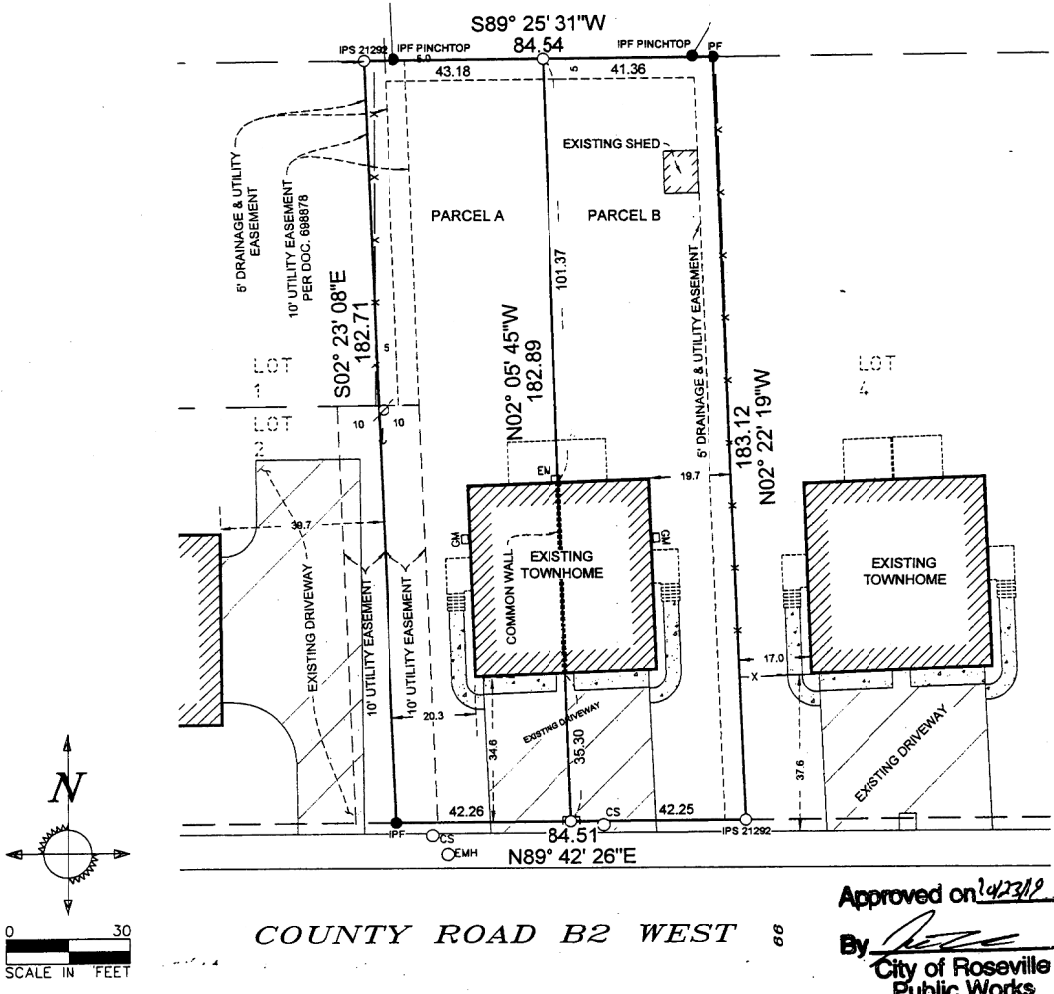 S89° 25' 31"W
84.54
IPS 21292
IPF PINCHTOP
5.0
IPF PINCHTOP
IPF
43.18
5
41.36
EXISTING SHED
5' DRAINAGE & UTILITY
EASEMENT
10' UTILITY EASEMENT
PER DOC. 698878
PARCEL A
PARCEL B
101.37
5' DRAINAGE & UTILITY EASEMENT
S02° 23' 08"E
182.71
5
N02° 05' 45"W
182.89
183.12
N02° 22' 19"W
LOT
1
LOT
2
LOT
4
10
10
EM
19.7
39.7
GM
GM
COMMON WALL
EXISTING
TOWNHOME
EXISTING
TOWNHOME
EXISTING DRIVEWAY
10' UTILITY EASEMENT
10' UTILITY EASEMENT
17.0
20.3
34.6
EXISTING DRIVEWAY
35.30
37.6
EXISTING DRIVEWAY
42.26
42.25
IPF
CS
EMH
CS
84.51
IPS 21292
N89° 42' 26"E
N
0 30
SCALE IN FEET
COUNTY ROAD B2 WEST
66
Approved on
By
City of Roseville
Public Works